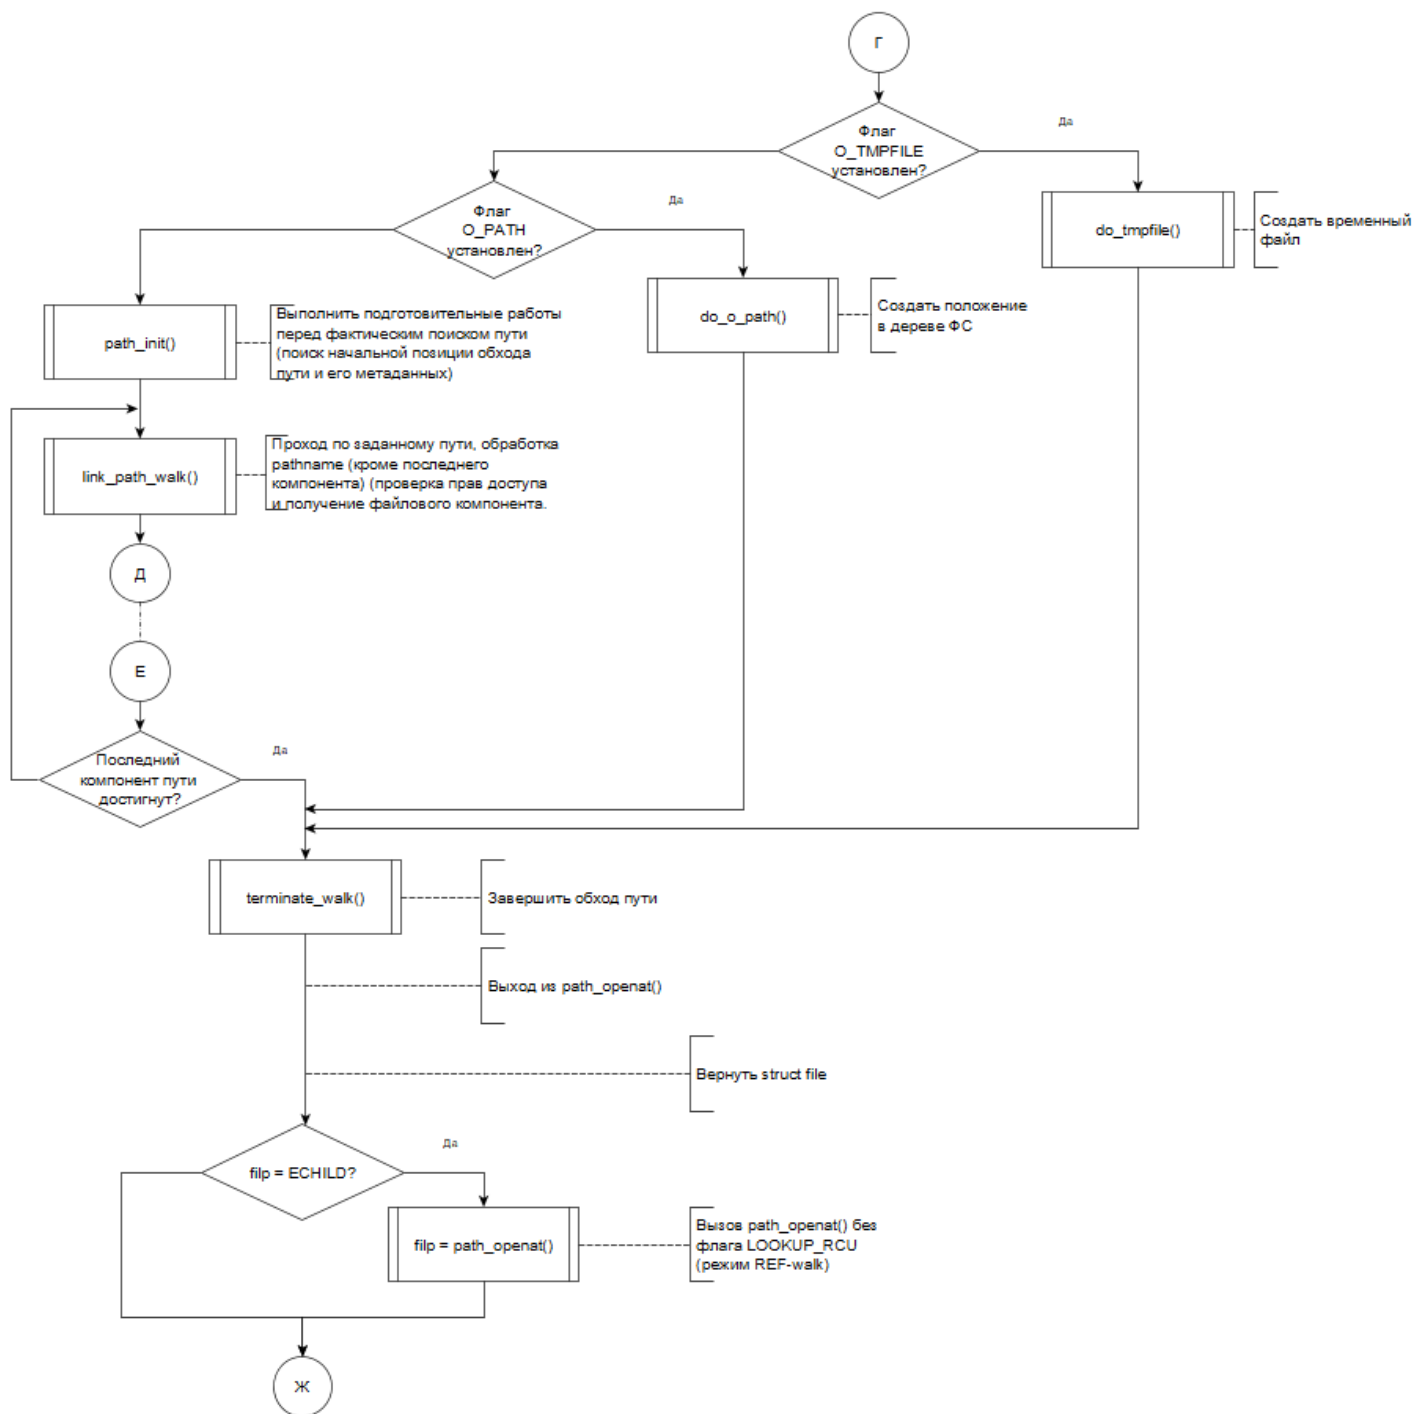 Г
Флаг
O_TMPFILE
установлен?
Да
Флаг
O_PATH
установлен?
Да
do_tmpfile()
Создать временный
файл
path_init()
Выполнить подготовительные работы
перед фактическим поиском пути
(поиск начальной позиции обхода
пути и его метаданных)
do_o_path()
Создать положение
в дереве ФС
link_path_walk()
Проход по заданному пути, обработка
pathname (кроме последнего
компонента) (проверка прав доступа
и получение файлового компонента.
Д
Е
Последний
компонент пути
достигнут?
Да
terminate_walk()
Завершить обход пути
Выход из path_openat()
Вернуть struct file
filp = ECHILD?
Да
filp = path_openat()
Вызов path_openat() без
флага LOOKUP_RCU
(режим REF-walk)
Ж